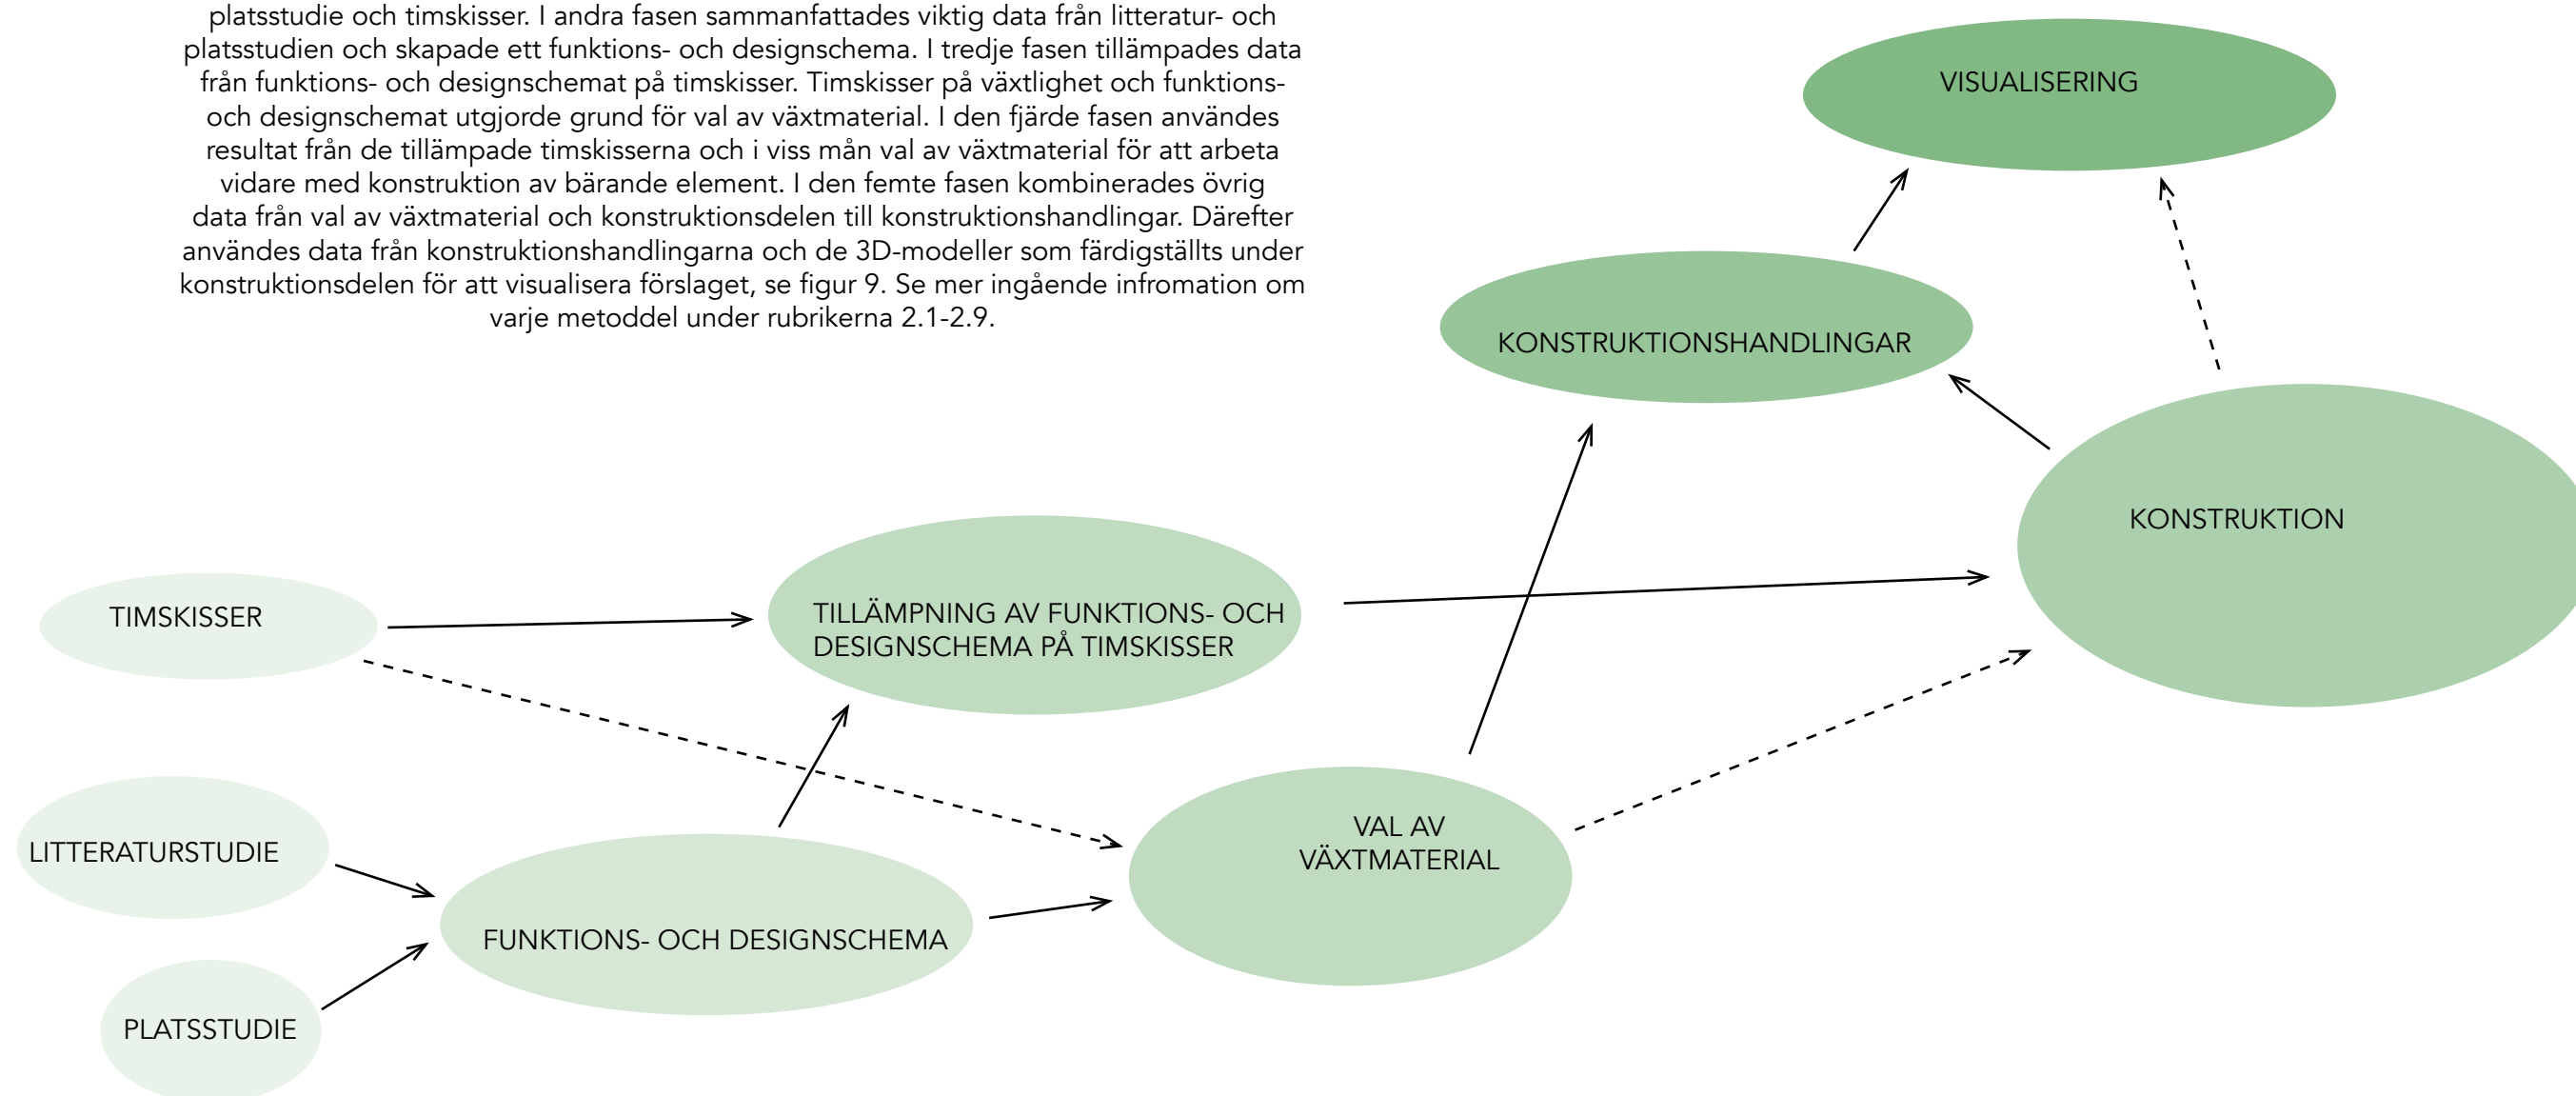 platsstudie och timskisser. I andra fasen sammanfattades viktig data från litteratur- och
platsstudien och skapade ett funktions- och designschema. I tredje fasen tillämpades data
från funktions- och designschemat på timskisser. Timskisser på växtlighet och funktions-
och designschemat utgjorde grund för val av växtmaterial. I den fjärde fasen användes
resultat från de tillämpade timskisserna och i viss mån val av växtmaterial för att arbeta
vidare med konstruktion av bärande element. I den femte fasen kombinerades övrig
data från val av växtmaterial och konstruktionsdelen till konstruktionshandlingar. Därefter
användes data från konstruktionshandlingarna och de 3D-modeller som färdigställts under
konstruktionsdelen för att visualisera förslaget, se figur 9. Se mer ingående infromation om
varje metoddel under rubrikerna 2.1-2.9.
VISUALISERING
KONSTRUKTIONSHANDLINGAR
KONSTRUKTION
TIMSKISSER
TILLÄMPNING AV FUNKTIONS- OCH
DESIGNSCHEMA PÅ TIMSKISSER
VAL AV
VÄXTMATERIAL
LITTERATURSTUDIE
FUNKTIONS- OCH DESIGNSCHEMA
PLATSSTUDIE